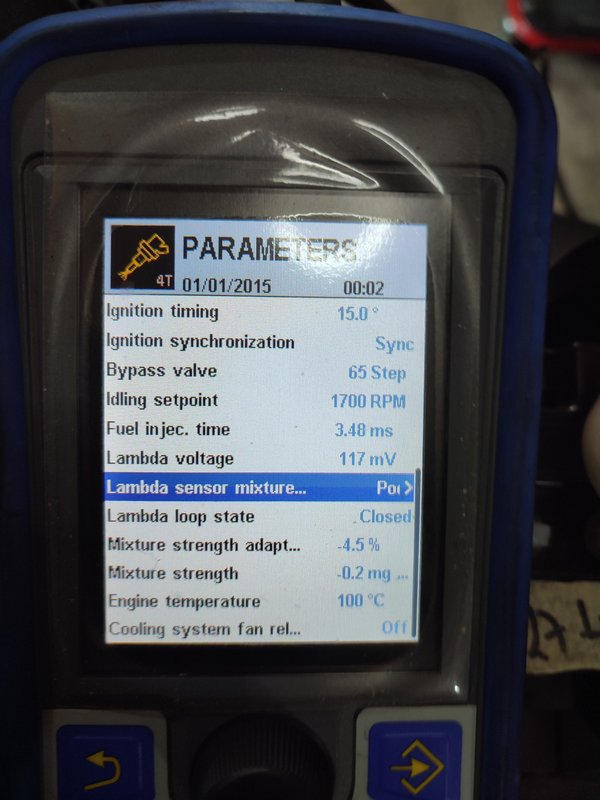 PARAMETERS
4T 01/01/2015 00:02
Ignition timing 15.0 °
Ignition synchronization Sync
Bypass valve 65 Step
Idling setpoint 1700 RPM
Fuel injec. time 3.48 ms
Lambda voltage 117 mV
Lambda sensor mixture... Poo >
Lambda loop state Closed
Mixture strength adapt... -4.5 %
Mixture strength -0.2 mg ...
Engine temperature 100 °C
Cooling system fan rel... Off